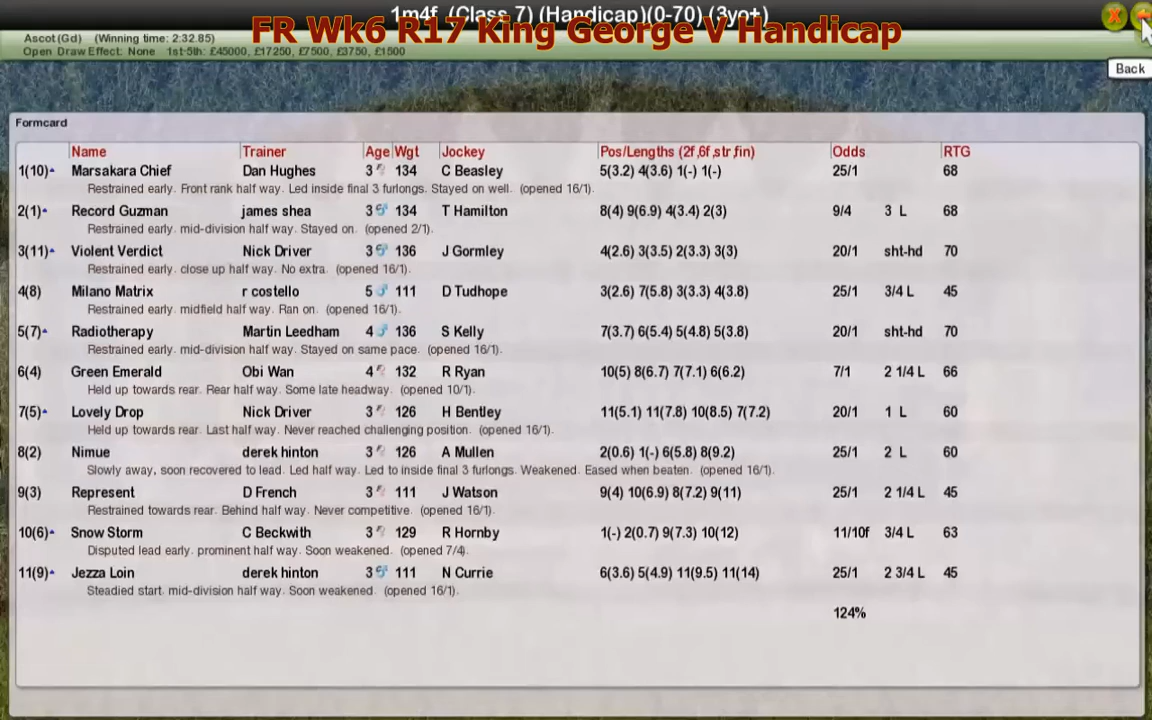 1m4f (Class 7) (Handicap)(0-70) (3yo+)
FR Wk6 R17 King George V Handicap
Ascot(Gd) (Winning time: 2:32.85)
Open Draw Effect: None 1st-5th: £45000, £17250, £7500, £3750, £1500
Back
Formcard
Name Trainer Age Wgt Jockey Pos/Lengths (2f,6f,str,fin) Odds RTG
1(10) Marsakara Chief Dan Hughes 3 134 C Beasley 5(3.2) 4(3.6) 1(-) 1(-) 25/1 68
Restrained early. Front rank half way. Led inside final 3 furlongs. Stayed on well. (opened 16/1).
2(1) Record Guzman james shea 3 134 T Hamilton 8(4) 9(6.9) 4(3.4) 2(3) 9/4 3 L 68
Restrained early. mid-division half way. Stayed on. (opened 2/1).
3(11) Violent Verdict Nick Driver 3 136 J Gormley 4(2.6) 3(3.5) 2(3.3) 3(3) 20/1 sht-hd 70
Restrained early. close up half way. No extra. (opened 16/1).
4(8) Milano Matrix r costello 5 111 D Tudhope 3(2.6) 7(5.8) 3(3.3) 4(3.8) 25/1 3/4 L 45
Restrained early. midfield half way. Ran on. (opened 16/1).
5(7) Radiotherapy Martin Leedham 4 136 S Kelly 7(3.7) 6(5.4) 5(4.8) 5(3.8) 20/1 sht-hd 70
Restrained early. mid-division half way. Stayed on same pace. (opened 16/1).
6(4) Green Emerald Obi Wan 4 132 R Ryan 10(5) 8(6.7) 7(7.1) 6(6.2) 7/1 2 1/4 L 66
Held up towards rear. Rear half way. Some late headway. (opened 10/1).
7(5) Lovely Drop Nick Driver 3 126 H Bentley 11(5.1) 11(7.8) 10(8.5) 7(7.2) 20/1 1 L 60
Held up towards rear. Last half way. Never reached challenging position. (opened 16/1).
8(2) Nimue derek hinton 3 126 A Mullen 2(0.6) 1(-) 6(5.8) 8(9.2) 25/1 2 L 60
Slowly away, soon recovered to lead. Led half way. Led to inside final 3 furlongs. Weakened. Eased when beaten. (opened 16/1).
9(3) Represent D French 3 111 J Watson 9(4) 10(6.9) 8(7.2) 9(11) 25/1 2 1/4 L 45
Restrained towards rear. Behind half way. Never competitive. (opened 16/1).
10(6) Snow Storm C Beckwith 3 129 R Hornby 1(-) 2(0.7) 9(7.3) 10(12) 11/10f 3/4 L 63
Disputed lead early. prominent half way. Soon weakened. (opened 7/4).
11(9) Jezza Loin derek hinton 3 111 N Currie 6(3.6) 5(4.9) 11(9.5) 11(14) 25/1 2 3/4 L 45
Steadied start. mid-division half way. Soon weakened. (opened 16/1).
124%